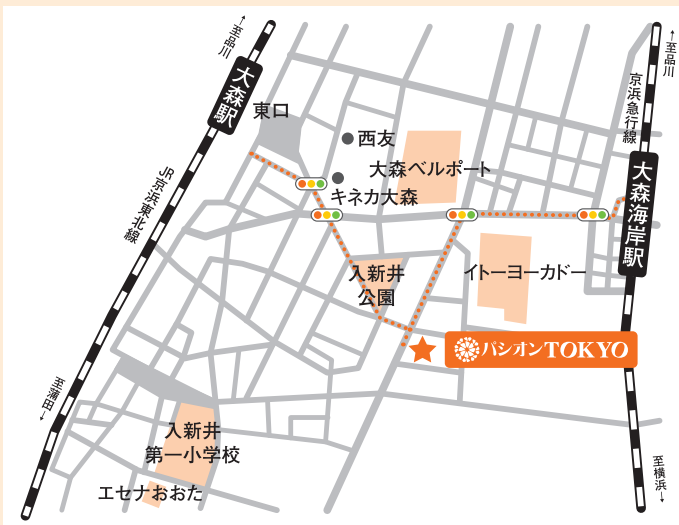 ←至品川
大森駅
東口
西友
大森ベルポート
キネカ大森
JR京浜東北線
←至品川
京浜急行線
大森海岸駅
入新井
公園
イトーヨーカドー
パシオンTOKYO
至蒲田→
入新井
第一小学校
エセナおおた
至横浜→